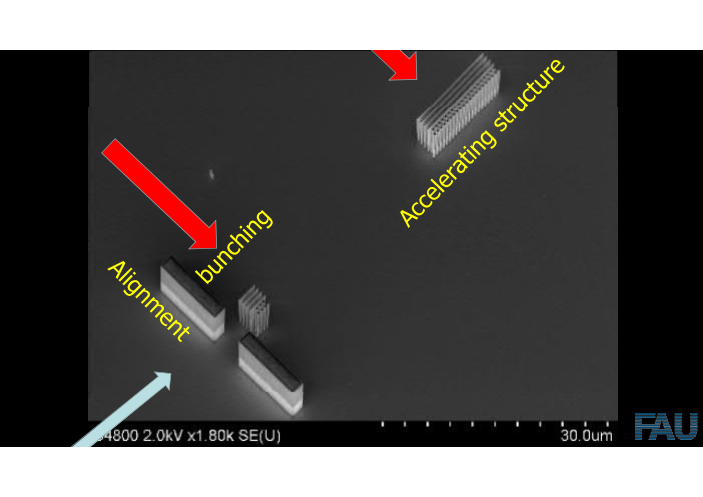 Accelerating structure
bunching
Alignment
4800 2.0kV x1.80k SE(U)
30.0um
FAU